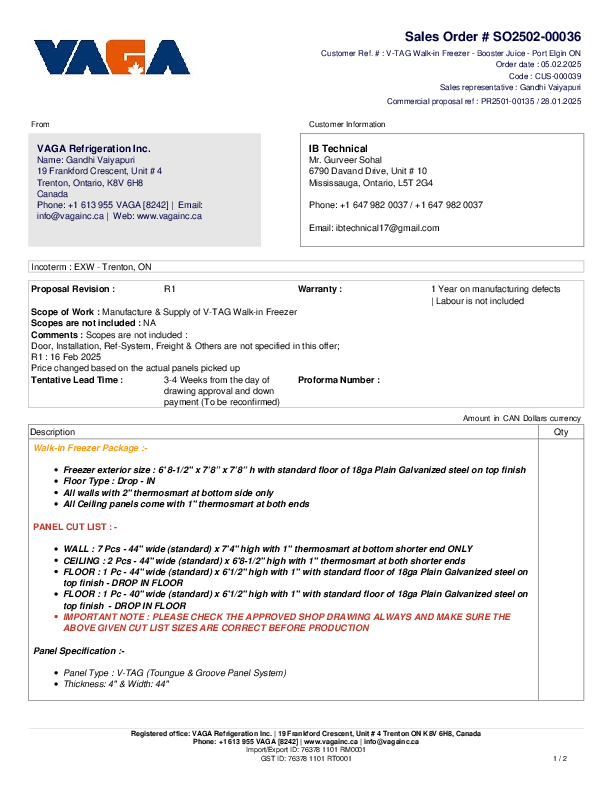 VAGA
Sales Order # SO2502-00036
Customer Ref. # : V-TAG Walk-in Freezer - Booster Juice - Port Elgin ON
Order date : 05.02.2025
Code : CUS-000039
Sales representative : Gandhi Vaiyapuri
Commercial proposal ref : PR2501-00135 / 28.01.2025
From
Customer Information
VAGA Refrigeration Inc.
Name: Gandhi Vaiyapuri
19 Frankford Crescent, Unit # 4
Trenton, Ontario, K8V 6H8
Canada
Phone: +1 613 955 VAGA [8242] | Email:
info@vagainc.ca | Web: www.vagainc.ca
IB Technical
Mr. Gurveer Sohal
6790 Davand Drive, Unit # 10
Mississauga, Ontario, L5T 2G4
Phone: +1 647 982 0037 / +1 647 982 0037
Email: ibtechnical17@gmail.com
Incoterm : EXW - Trenton, ON
Proposal Revision : R1 Warranty : 1 Year on manufacturing defects
| Labour is not included
Scope of Work : Manufacture & Supply of V-TAG Walk-in Freezer
Scopes are not included : NA
Comments : Scopes are not included :
Door, Installation, Ref-System, Freight & Others are not specified in this offer;
R1 : 16 Feb 2025
Price changed based on the actual panels picked up
Tentative Lead Time : 3-4 Weeks from the day of Proforma Number :
drawing approval and down
payment (To be reconfirmed)
Amount in CAN Dollars currency
Description Qty
Walk-in Freezer Package :-
• Freezer exterior size : 6' 8-1/2" x 7'8" x 7'8" h with standard floor of 18ga Plain Galvanized steel on top finish
• Floor Type : Drop - IN
• All walls with 2" thermosmart at bottom side only
• All Ceiling panels come with 1" thermosmart at both ends
PANEL CUT LIST : -
• WALL : 7 Pcs - 44" wide (standard) x 7'4" high with 1" thermosmart at bottom shorter end ONLY
• CEILING : 2 Pcs - 44" wide (standard) x 6'8-1/2" high with 1" thermosmart at both shorter ends
• FLOOR : 1 Pc - 44" wide (standard) x 6'1/2" high with 1" with standard floor of 18ga Plain Galvanized steel on
top finish - DROP IN FLOOR
• FLOOR : 1 Pc - 40" wide (standard) x 6'1/2" high with 1" with standard floor of 18ga Plain Galvanized steel on
top finish - DROP IN FLOOR
• IMPORTANT NOTE : PLEASE CHECK THE APPROVED SHOP DRAWING ALWAYS AND MAKE SURE THE
ABOVE GIVEN CUT LIST SIZES ARE CORRECT BEFORE PRODUCTION
Panel Specification :-
• Panel Type : V-TAG (Toungue & Groove Panel System)
• Thickness: 4" & Width: 44"
Registered office: VAGA Refrigeration Inc. | 19 Frankford Crescent, Unit # 4 Trenton ON K8V 6H8, Canada
Phone: +1 613 955 VAGA [8242] | www.vagainc.ca | info@vagainc.ca
Import/Export ID: 76378 1101 RM0001
GST ID: 76378 1101 RT0001
1 / 2